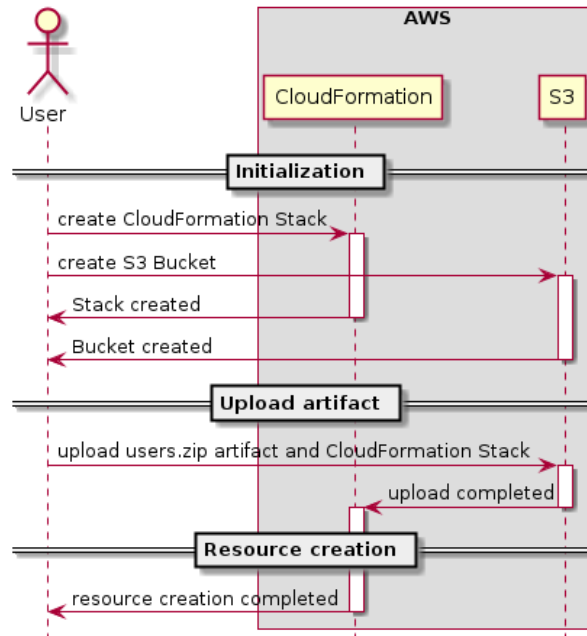 AWS
User
CloudFormation
S3
Initialization
create CloudFormation Stack
create S3 Bucket
Stack created
Bucket created
Upload artifact
upload users.zip artifact and CloudFormation Stack
upload completed
Resource creation
resource creation completed